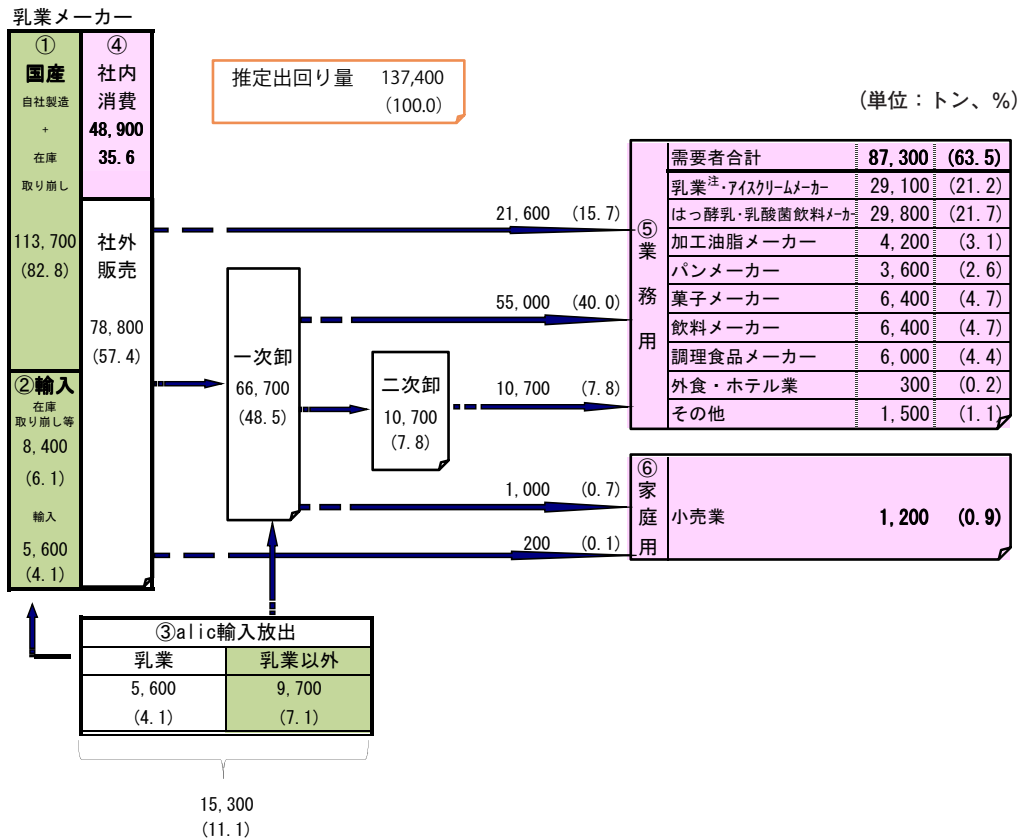 乳業メーカー
①
国産
自社製造
+
在庫
取り崩し
113,700
(82.8)
②輸入
在庫
取り崩し等
8,400
(6.1)
輸入
5,600
(4.1)
④
社内
消費
48,900
35.6
社外
販売
78,800
(57.4)
推定出回り量 137,400
(100.0)
(単位：トン、%)
一次卸
66,700
(48.5)
二次卸
10,700
(7.8)
21,600 (15.7)
55,000 (40.0)
10,700 (7.8)
1,000 (0.7)
200 (0.1)
⑤業務用
需要者合計 87,300 (63.5)
乳業注・アイスクリームメーカー 29,100 (21.2)
はっ酵乳・乳酸菌飲料メーカー 29,800 (21.7)
加工油脂メーカー 4,200 (3.1)
パンメーカー 3,600 (2.6)
菓子メーカー 6,400 (4.7)
飲料メーカー 6,400 (4.7)
調理食品メーカー 6,000 (4.4)
外食・ホテル業 300 (0.2)
その他 1,500 (1.1)
⑥家庭用
小売業 1,200 (0.9)
③alic輸入放出
乳業 乳業以外
5,600 9,700
(4.1) (7.1)
15,300
(11.1)